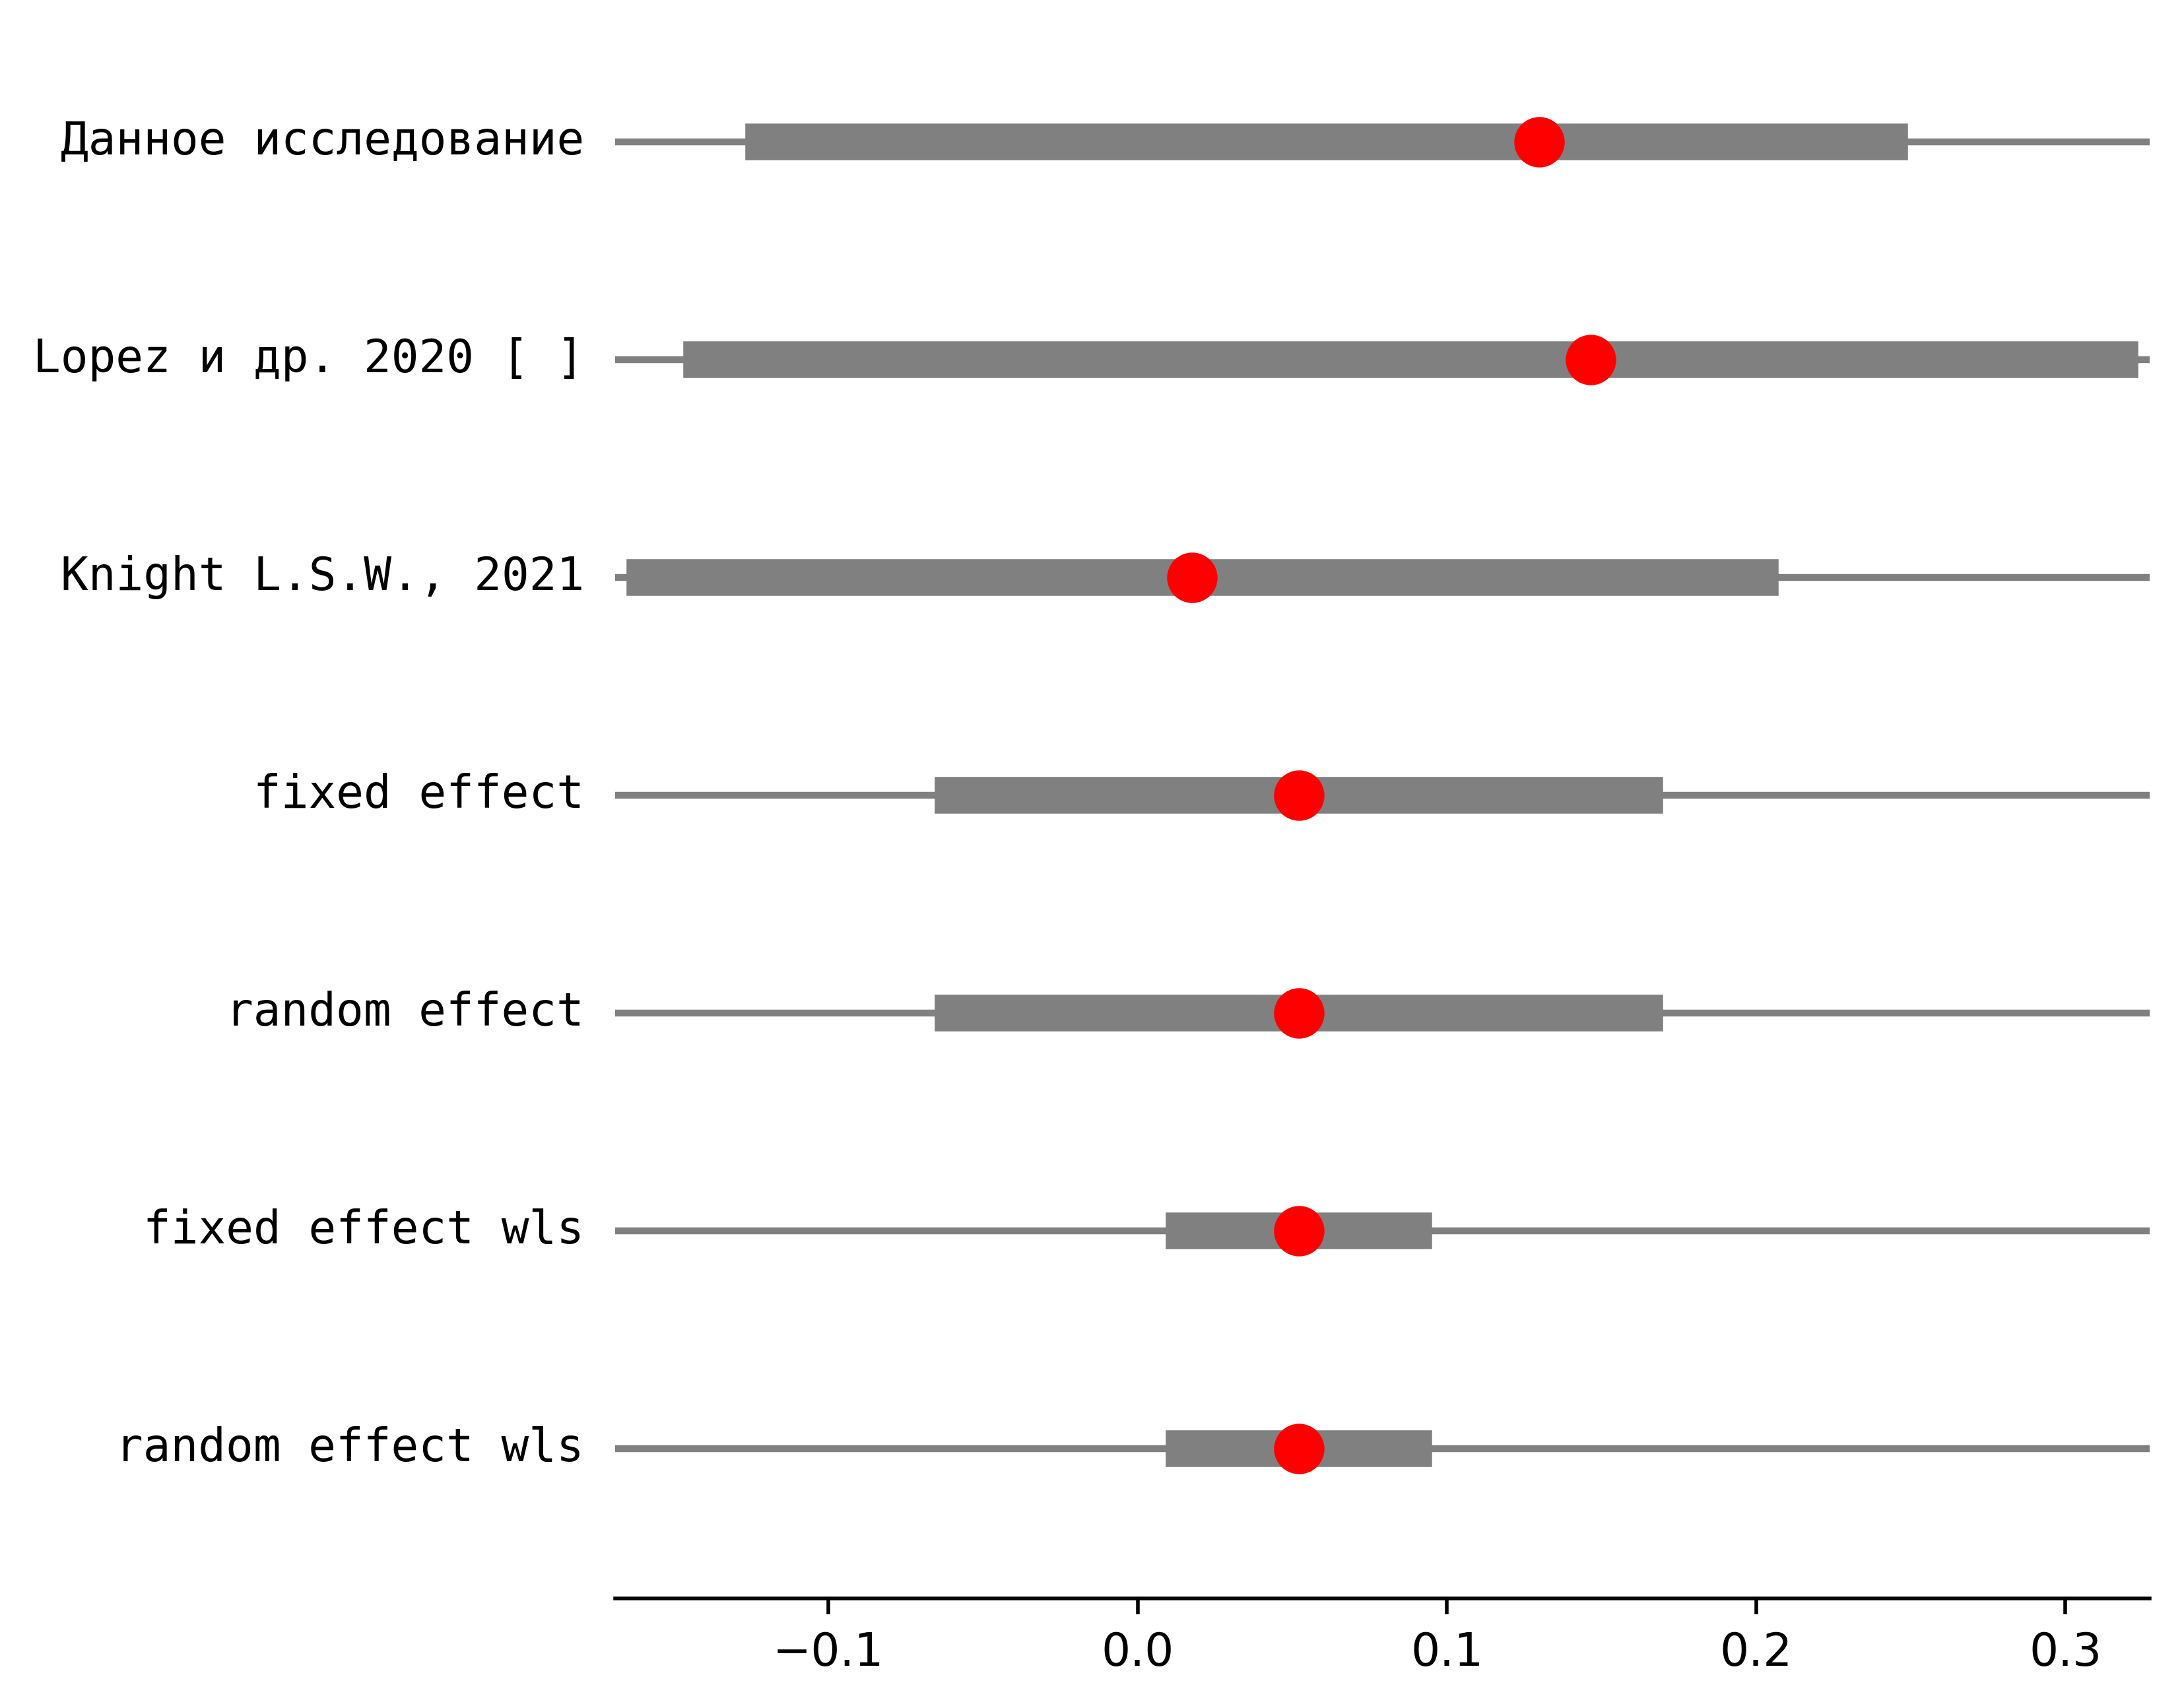 Данное исследование
Lopez и др. 2020 [ ]
Knight L.S.W., 2021
fixed effect
random effect
fixed effect wls
random effect wls
−0.1 0.0 0.1 0.2 0.3